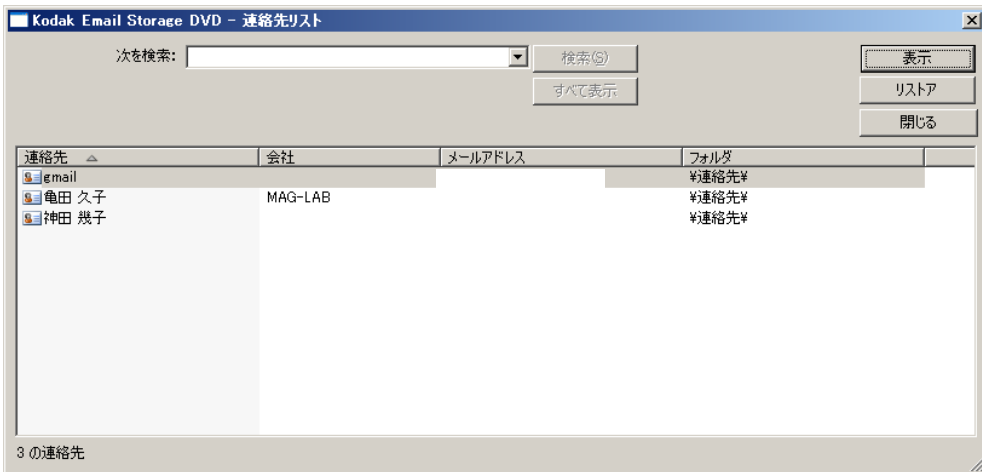 Kodak Email Storage DVD - 連絡先リスト
次を検索: 検索(S) 表示
すべて表示 リストア
閉じる
連絡先 会社 メールアドレス フォルダ
gmail ¥連絡先¥
亀田 久子 MAG-LAB ¥連絡先¥
神田 幾子 ¥連絡先¥
3 の連絡先